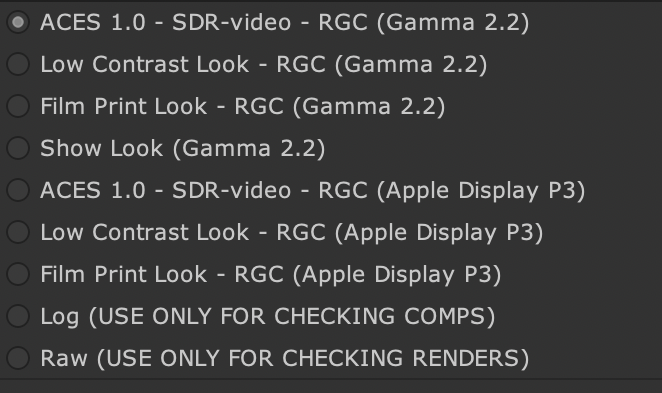 ACES 1.0 - SDR-video - RGC (Gamma 2.2)
Low Contrast Look - RGC (Gamma 2.2)
Film Print Look - RGC (Gamma 2.2)
Show Look (Gamma 2.2)
ACES 1.0 - SDR-video - RGC (Apple Display P3)
Low Contrast Look - RGC (Apple Display P3)
Film Print Look - RGC (Apple Display P3)
Log (USE ONLY FOR CHECKING COMPS)
Raw (USE ONLY FOR CHECKING RENDERS)